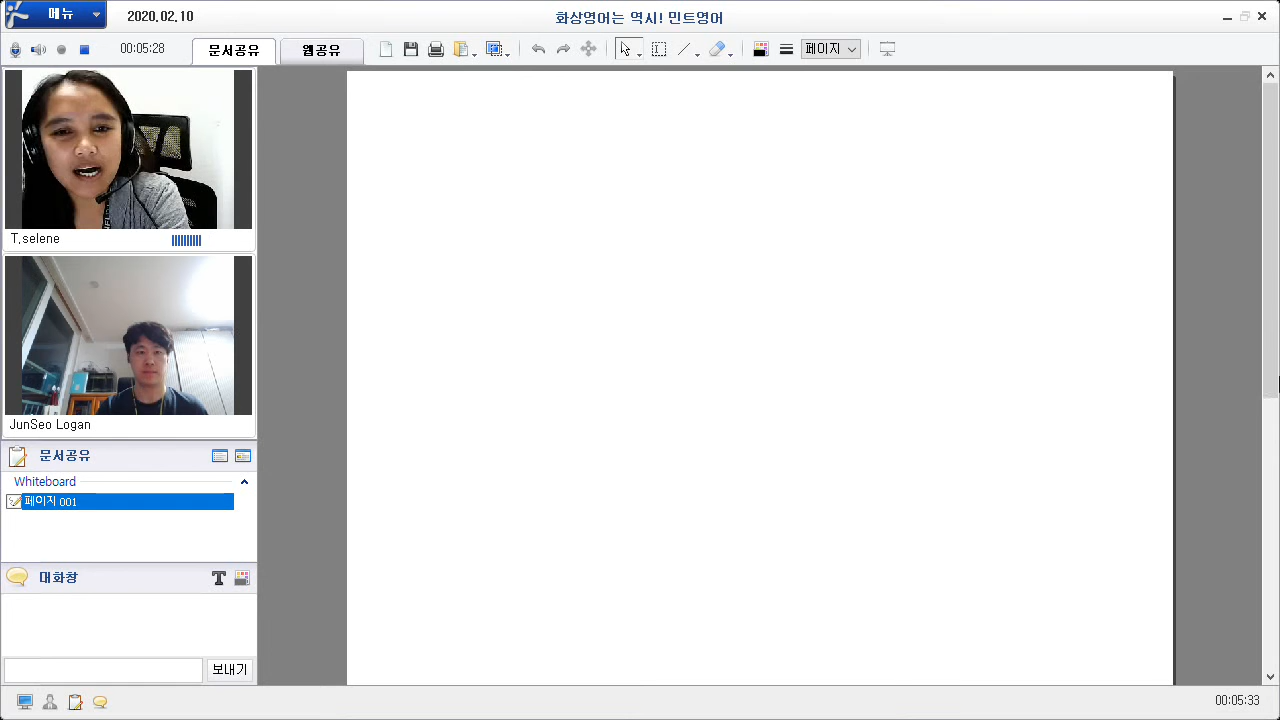 메뉴
2020.02.10
화상영어는 역시! 민트영어
00:05:28
문서공유
웹공유
페이지
T.selene
JunSeo Logan
문서공유
Whiteboard
페이지 001
대화창
T
보내기
00:05:33